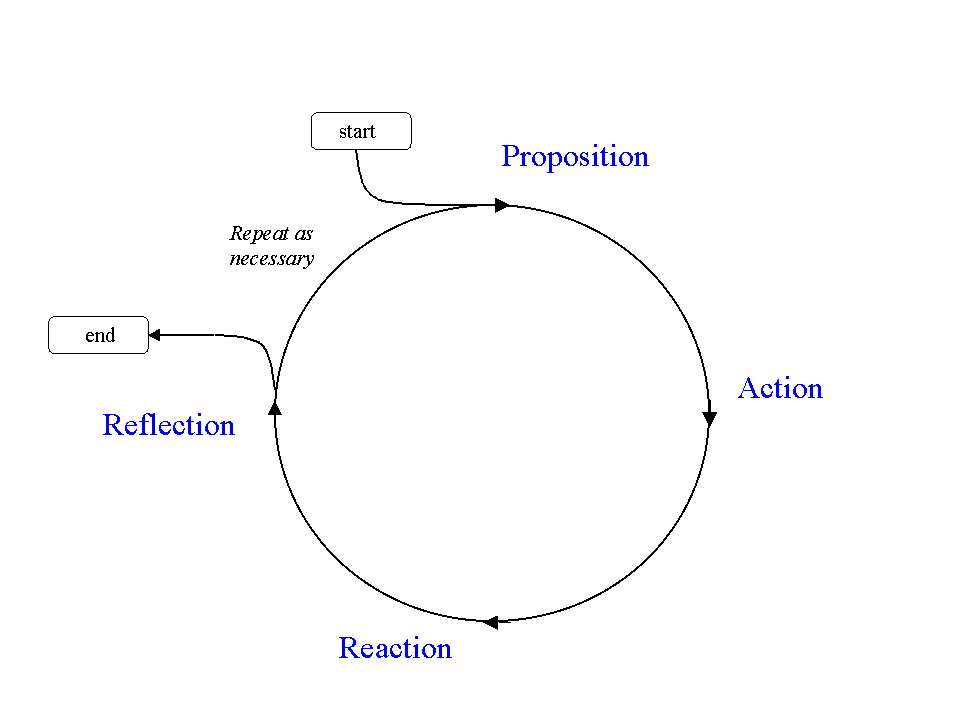 start
Proposition
Repeat as
necessary
end
Action
Reflection
Reaction